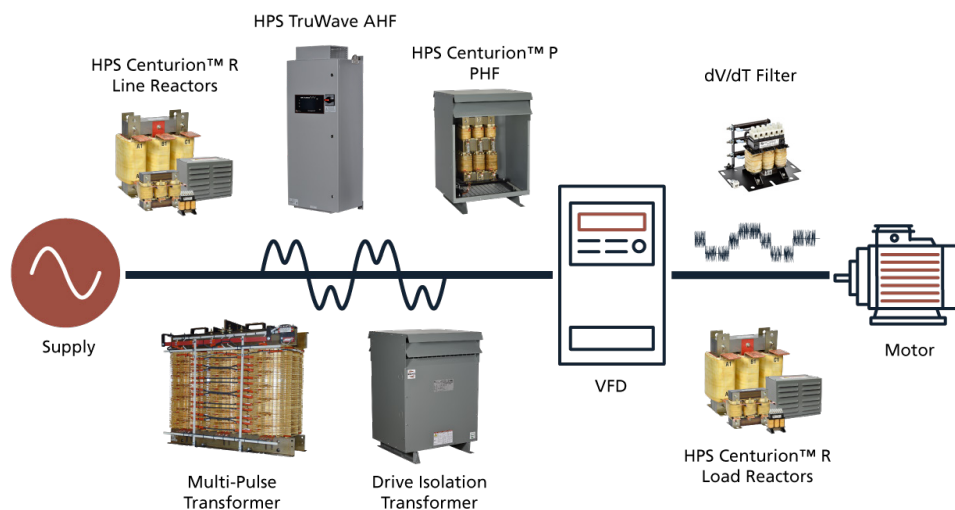 HPS TruWave AHF
HPS Centurion™ R
Line Reactors
HPS Centurion™ P
PHF
dV/dT Filter
Supply
VFD
Motor
Multi-Pulse
Transformer
Drive Isolation
Transformer
HPS Centurion™ R
Load Reactors